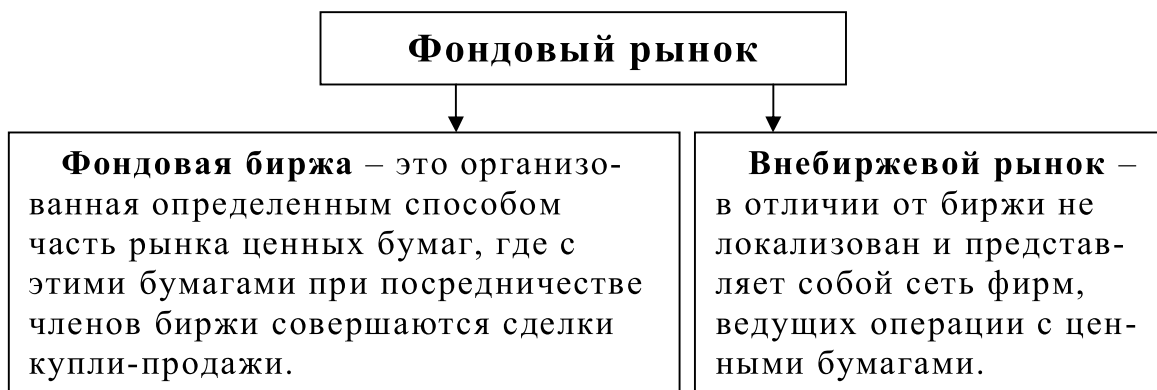 Фондовый рынок
Фондовая биржа – это организо-
ванная определенным способом
часть рынка ценных бумаг, где с
этими бумагами при посредничестве
членов биржи совершаются сделки
купли-продажи.
Внебиржевой рынок –
в отличии от биржи не
локализован и представ-
ляет собой сеть фирм,
ведущих операции с цен-
ными бумагами.